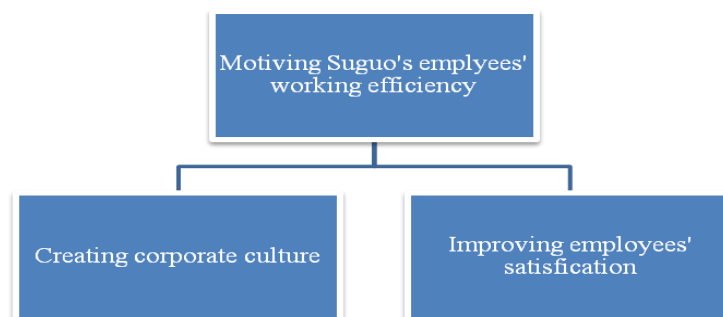 Motiving Suguo's emplyees'
working efficiency
Creating corporate culture
Improving employees'
satisfication